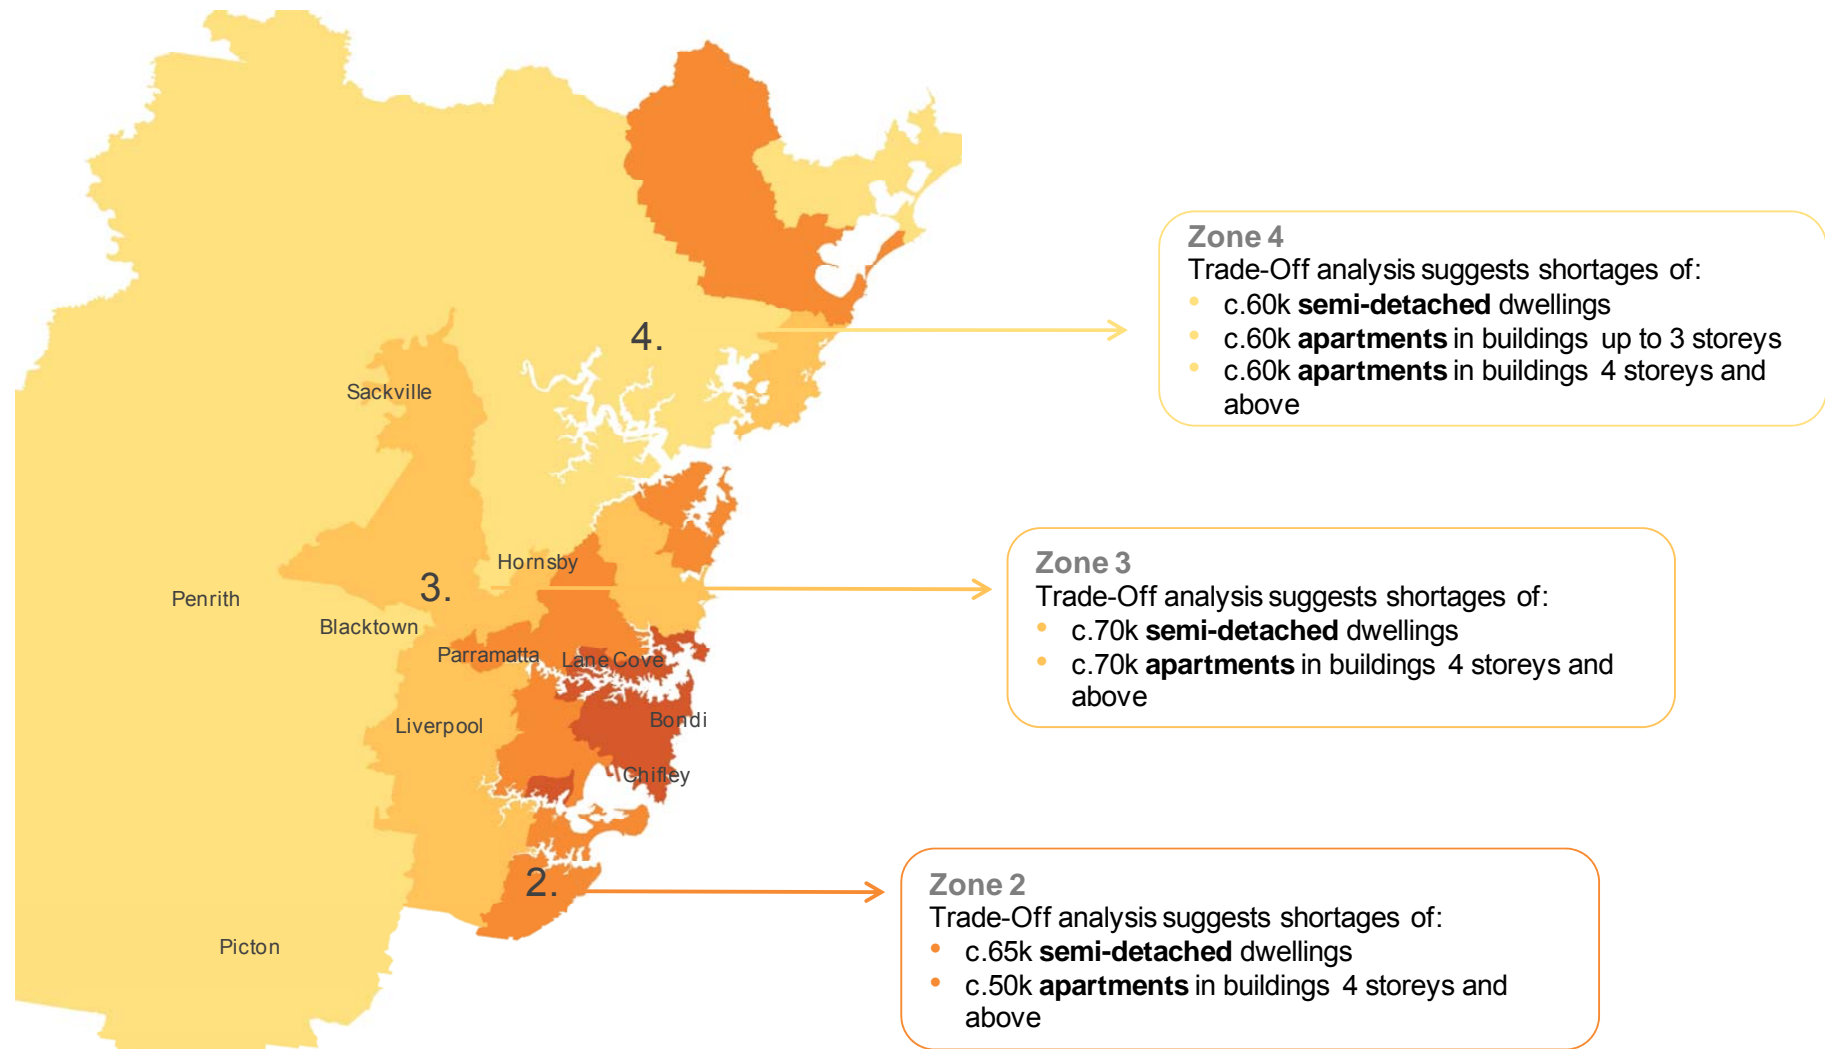 4.
Sackville
Hornsby
3.
Penrith
Blacktown
Parramatta
Lane Cove
Liverpool
Bondi
Chifley
2.
Picton
Zone 4
Trade-Off analysis suggests shortages of:
• c.60k semi-detached dwellings
• c.60k apartments in buildings up to 3 storeys
• c.60k apartments in buildings 4 storeys and
above
Zone 3
Trade-Off analysis suggests shortages of:
• c.70k semi-detached dwellings
• c.70k apartments in buildings 4 storeys and
above
Zone 2
Trade-Off analysis suggests shortages of:
• c.65k semi-detached dwellings
• c.50k apartments in buildings 4 storeys and
above